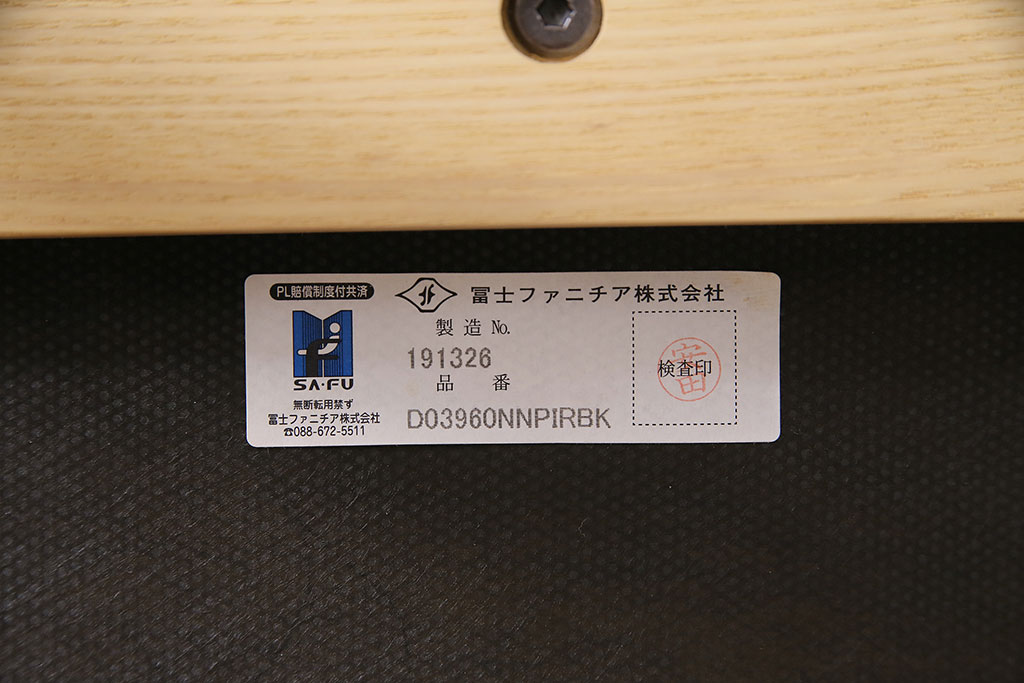 PL賠償制度付共済
冨士ファニチア株式会社
製造 No.
191326
品 番
D03960NNPIRBK
検査印
安田
SA・FU
無断転用禁ず
冨士ファニチア株式会社
☎088-672-5511